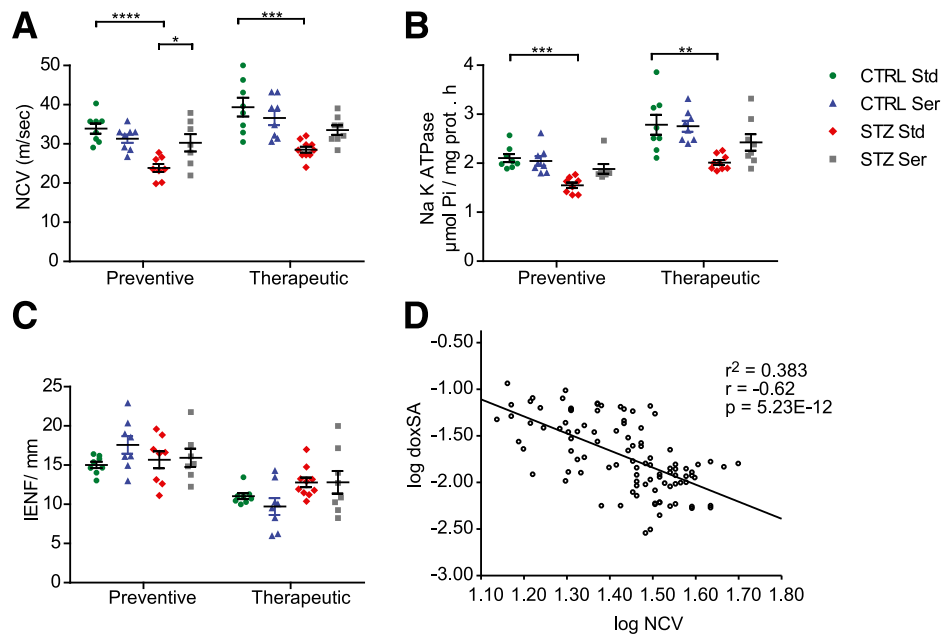 A
****
*
***
NCV (m/sec)
50
40
30
20
10
0
Preventive
Therapeutic
B
***
**
Na K ATPase
µmol Pi / mg prot . h
4
3
2
1
0
Preventive
Therapeutic
CTRL Std
CTRL Ser
STZ Std
STZ Ser
C
IENF/ mm
25
20
15
10
5
0
Preventive
Therapeutic
D
log doxSA
-0.50
-1.00
-1.50
-2.00
-2.50
-3.00
r² = 0.383
r = -0.62
p = 5.23E-12
1.10 1.20 1.30 1.40 1.50 1.60 1.70 1.80
log NCV